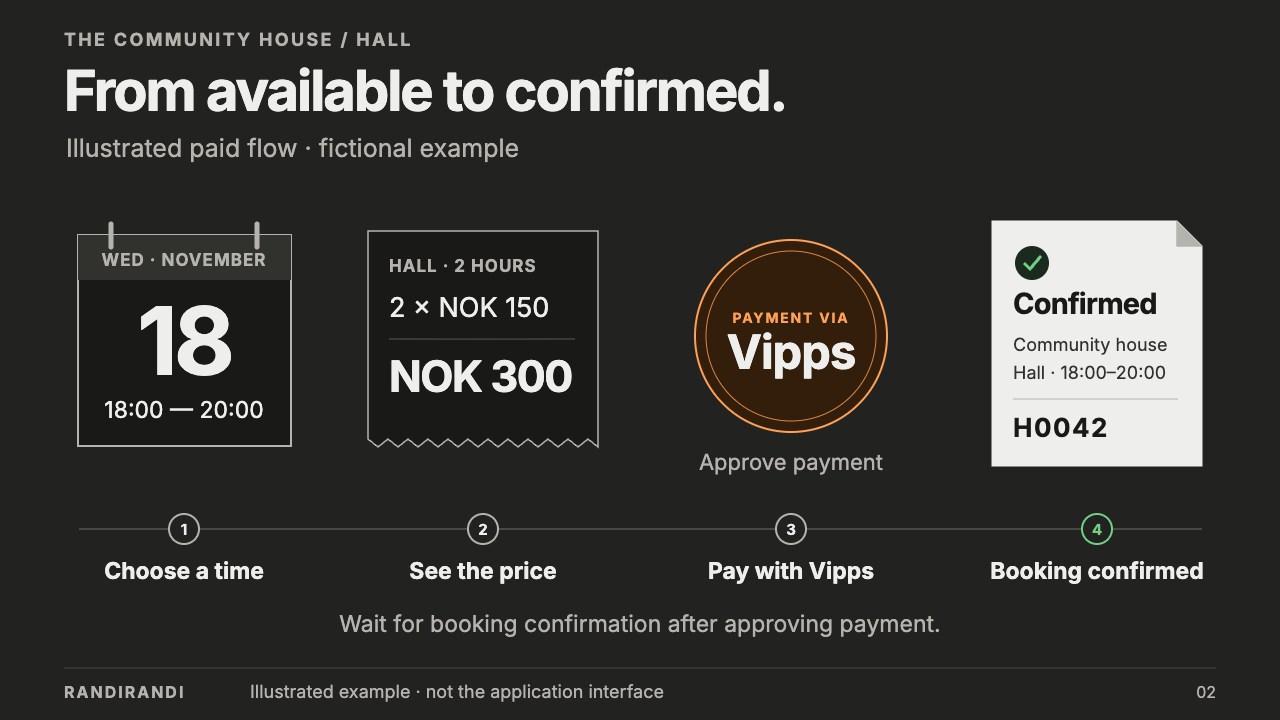 THE COMMUNITY HOUSE / HALL
From available to confirmed.
Illustrated paid flow · fictional example
WED · NOVEMBER
18
18:00 — 20:00
HALL · 2 HOURS
2 × NOK 150
NOK 300
PAYMENT VIA
Vipps
Approve payment
Confirmed
Community house
Hall · 18:00–20:00
H0042
1
Choose a time
2
See the price
3
Pay with Vipps
4
Booking confirmed
Wait for booking confirmation after approving payment.
RANDIRANDI
Illustrated example · not the application interface
02